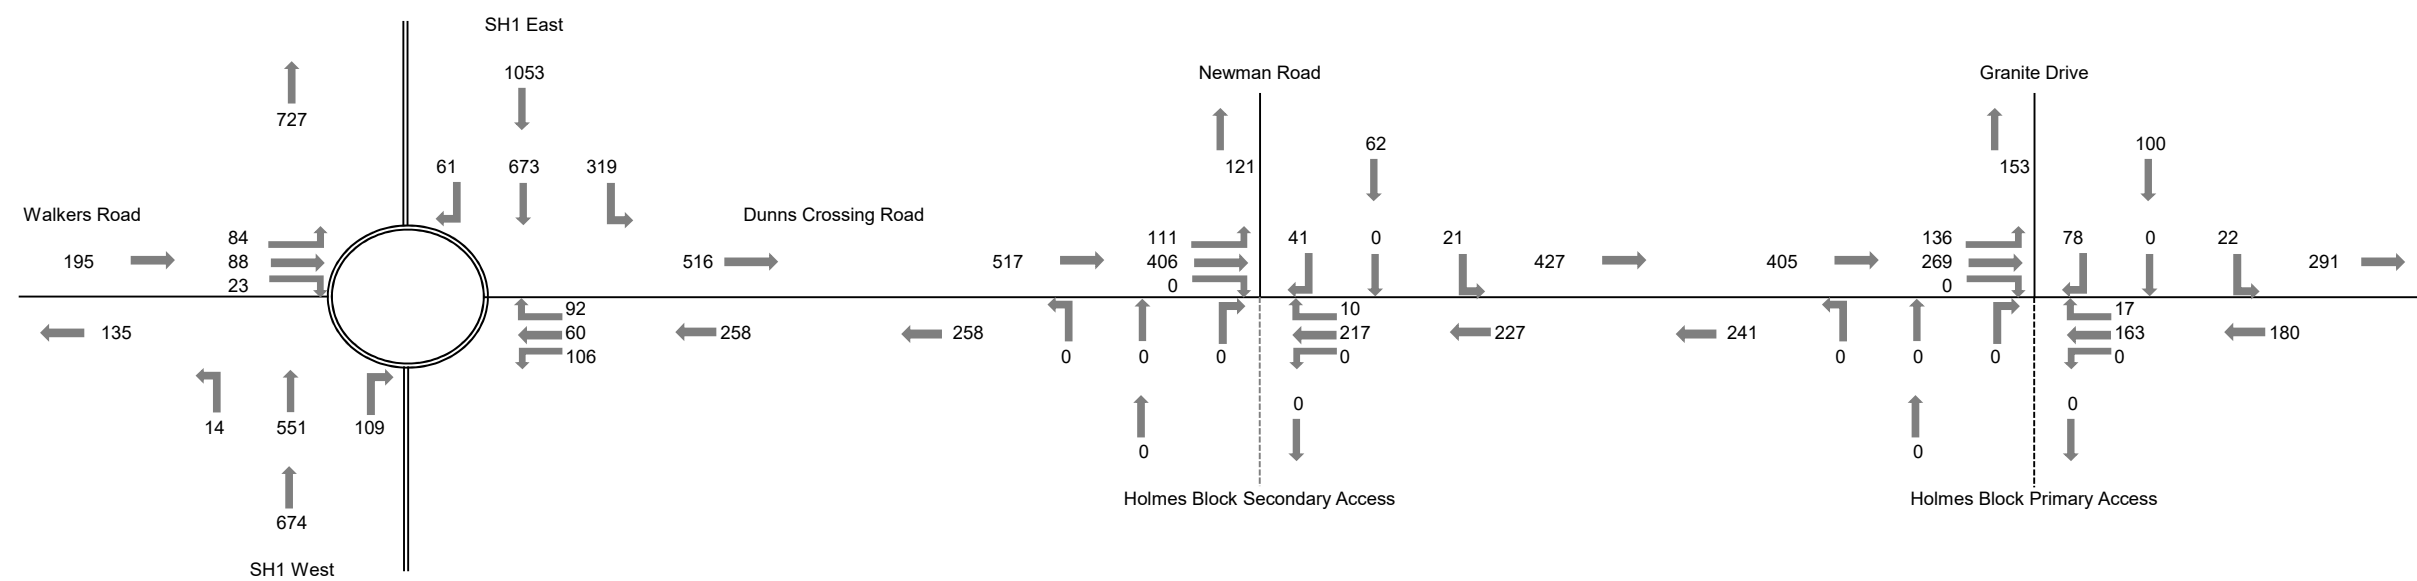 SH1 East
1053
727
61 673 319
Walkers Road
195
84
88
23
135
14 551 109
674
SH1 West
Dunns Crossing Road
516
92
60
106
258
Newman Road
121
62
517
111
406
0
41 0 21
427
258
0 0 0
10
217
0
227
0
0
Holmes Block Secondary Access
Granite Drive
153
100
405
136
269
0
78 0 22
291
241
0 0 0
17
163
0
180
0
0
Holmes Block Primary Access